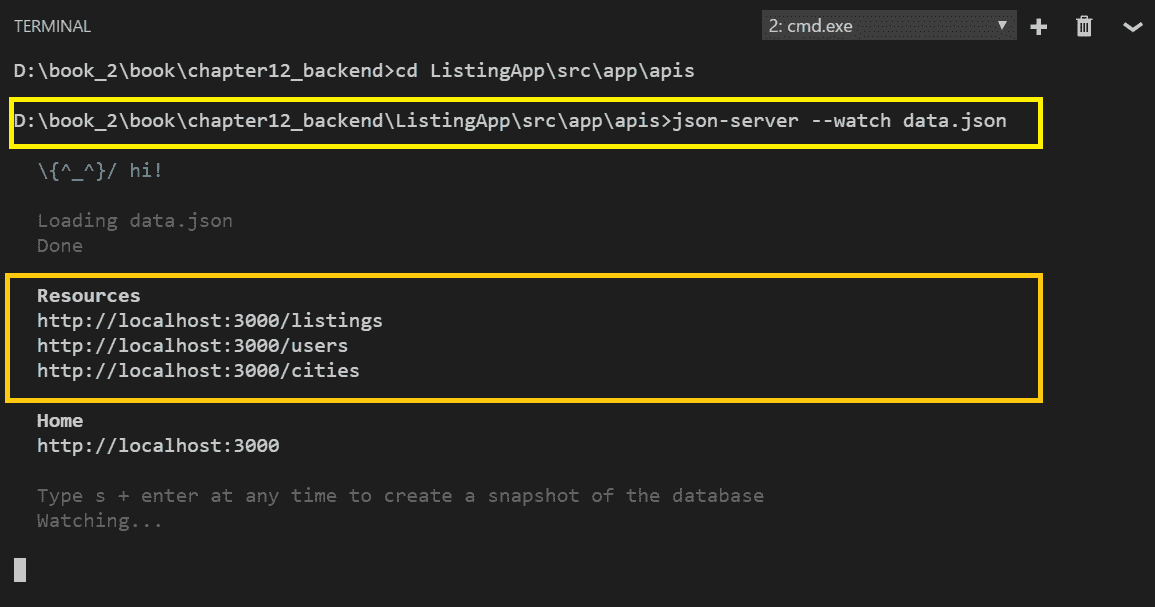 TERMINAL
2: cmd.exe
D:\book_2\book\chapter12_backend>cd ListingApp\src\app\apis
D:\book_2\book\chapter12_backend\ListingApp\src\app\apis>json-server --watch data.json
\{^_^}/ hi!
Loading data.json
Done
Resources
http://localhost:3000/listings
http://localhost:3000/users
http://localhost:3000/cities
Home
http://localhost:3000
Type s + enter at any time to create a snapshot of the database
Watching...